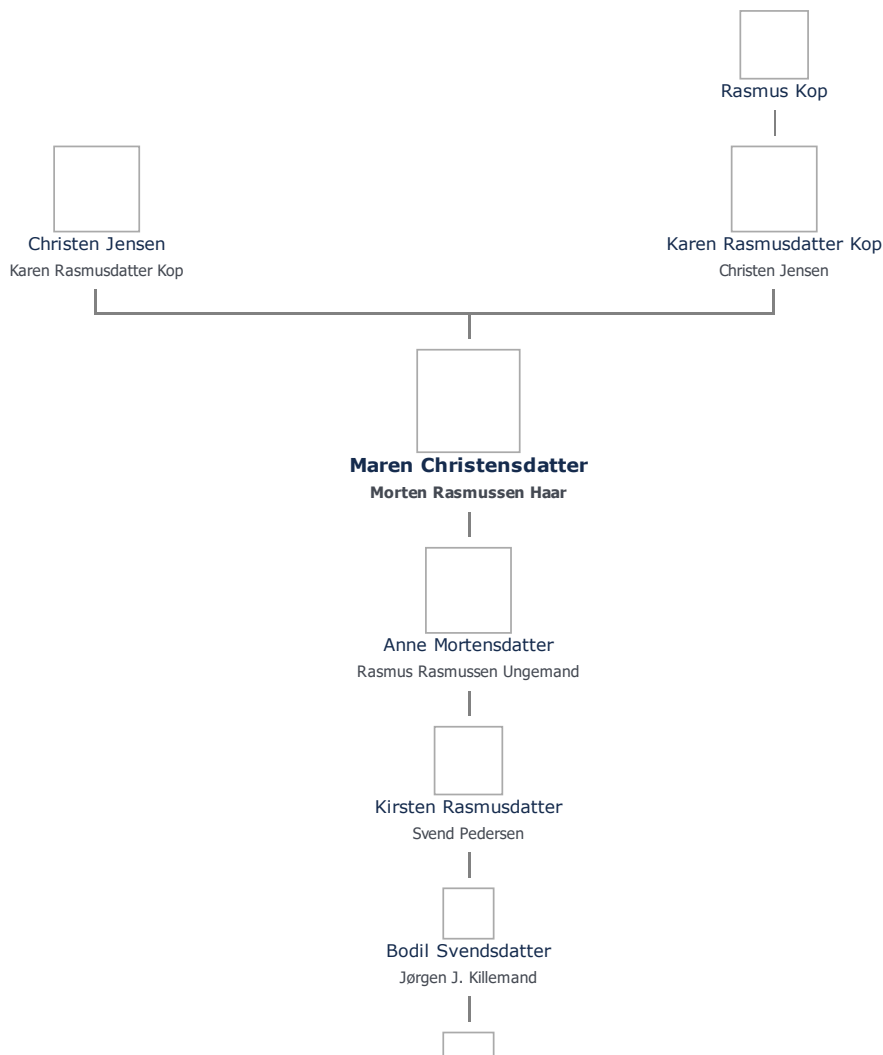 Rasmus Kop
Christen Jensen
Karen Rasmusdatter Kop
Karen Rasmusdatter Kop
Christen Jensen
Maren Christensdatter
Morten Rasmussen Haar
Anne Mortensdatter
Rasmus Rasmussen Ungemand
Kirsten Rasmusdatter
Svend Pedersen
Bodil Svendsdatter
Jørgen J. Killemand